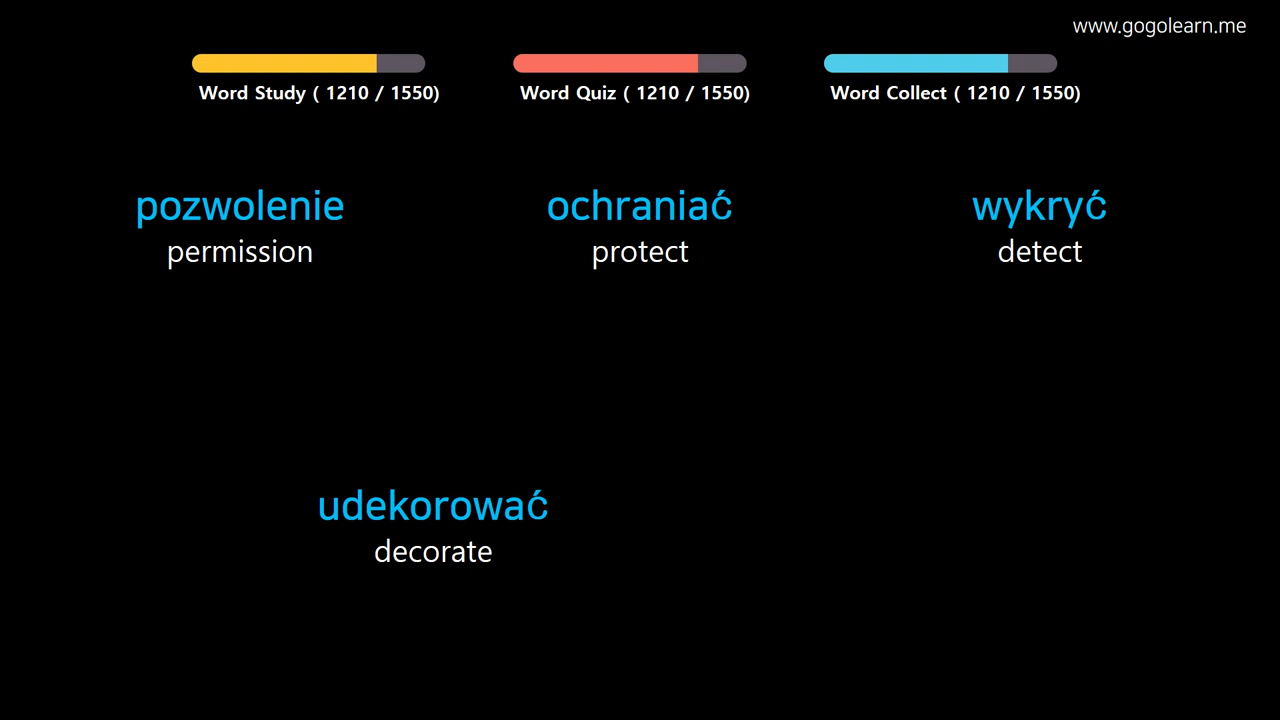 www.gogolearn.me
Word Study ( 1210 / 1550)
Word Quiz ( 1210 / 1550)
Word Collect ( 1210 / 1550)
pozwolenie
permission
ochraniać
protect
wykryć
detect
udekorować
decorate